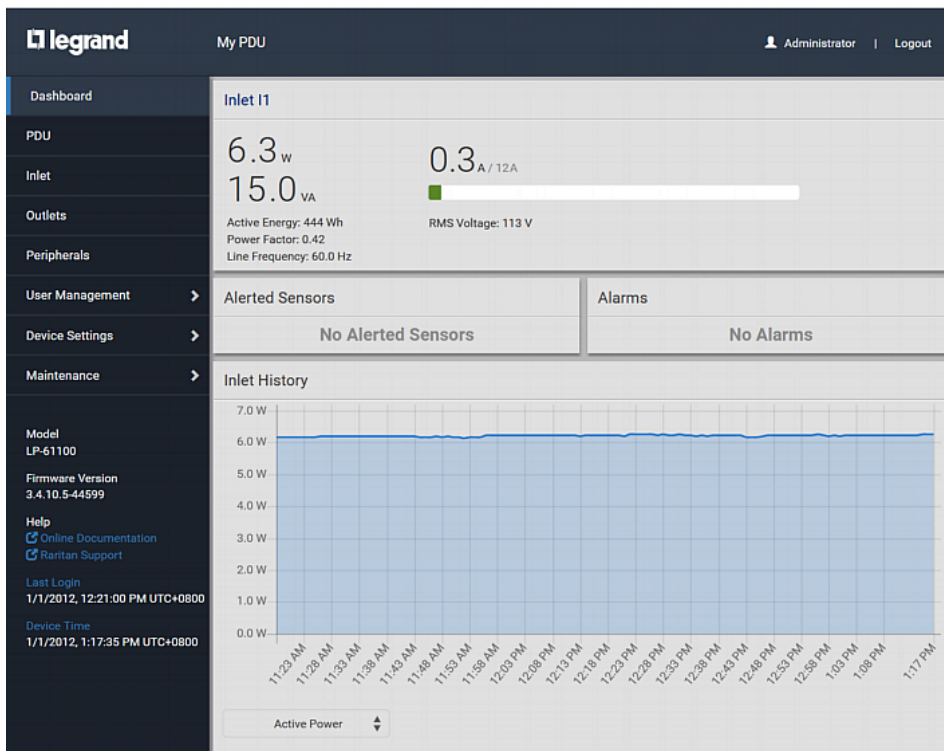 legrand
My PDU
Administrator | Logout
Dashboard
PDU
Inlet
Outlets
Peripherals
User Management
Device Settings
Maintenance
Model
LP-61100
Firmware Version
3.4.10.5-44599
Help
Online Documentation
Raritan Support
Last Login
1/1/2012, 12:21:00 PM UTC+0800
Device Time
1/1/2012, 1:17:35 PM UTC+0800
Inlet I1
6.3 W
15.0 VA
Active Energy: 444 Wh
Power Factor: 0.42
Line Frequency: 60.0 Hz
0.3 A / 12A
RMS Voltage: 113 V
Alerted Sensors
No Alerted Sensors
Alarms
No Alarms
Inlet History
7.0 W
6.0 W
5.0 W
4.0 W
3.0 W
2.0 W
1.0 W
0.0 W
11:23 AM
11:28 AM
11:33 AM
11:38 AM
11:43 AM
11:48 AM
11:53 AM
11:58 AM
12:03 PM
12:08 PM
12:13 PM
12:18 PM
12:23 PM
12:28 PM
12:33 PM
12:38 PM
12:43 PM
12:48 PM
12:53 PM
12:58 PM
1:03 PM
1:08 PM
1:17 PM
Active Power